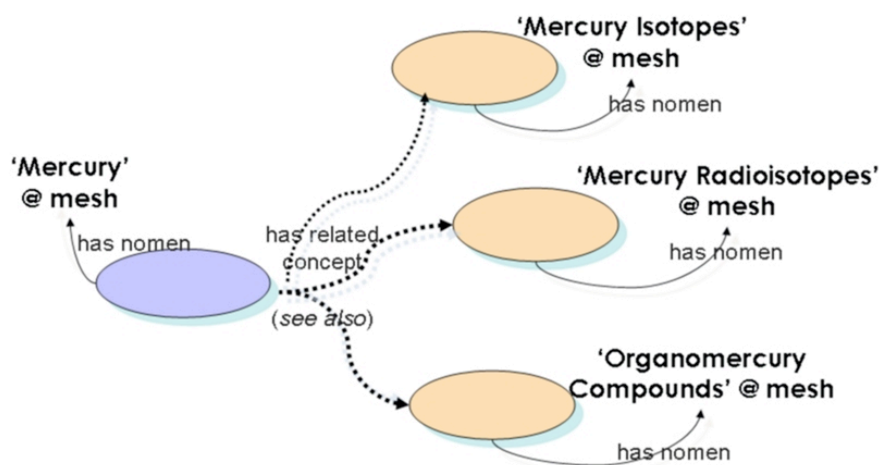 ‘Mercury Isotopes’
@ mesh
has nomen
‘Mercury’
@ mesh
has nomen
‘Mercury Radioisotopes’
@ mesh
has nomen
has related
concept
(see also)
‘Organomercury
Compounds’ @ mesh
has nomen